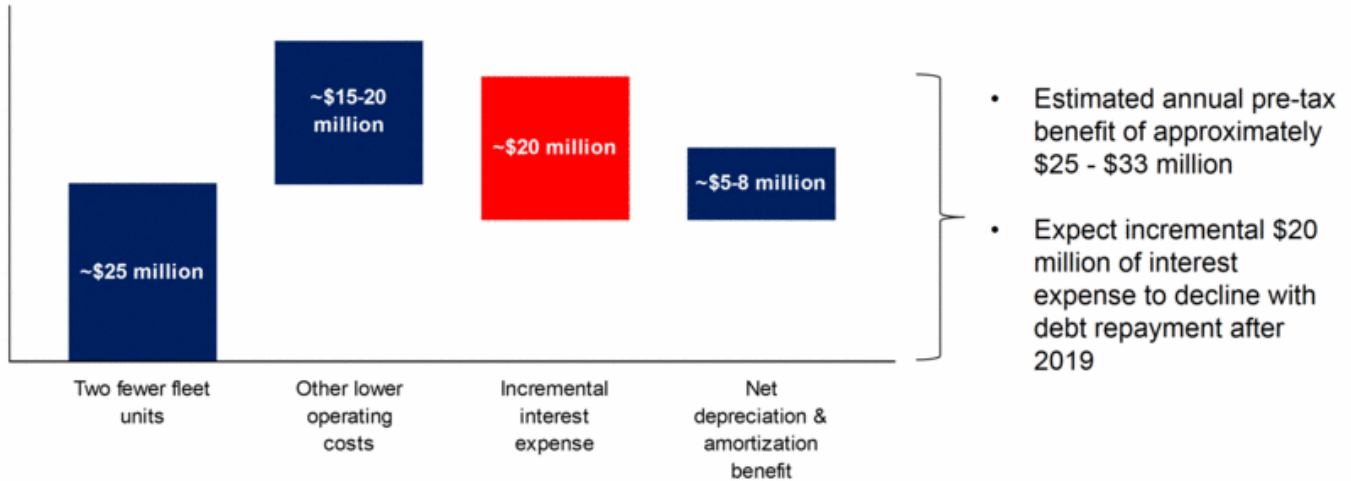 ~$15-20
million
~$20 million
~$5-8 million
~$25 million
Two fewer fleet
units
Other lower
operating
costs
Incremental
interest
expense
Net
depreciation &
amortization
benefit
• Estimated annual pre-tax
benefit of approximately
$25 - $33 million
• Expect incremental $20
million of interest
expense to decline with
debt repayment after
2019